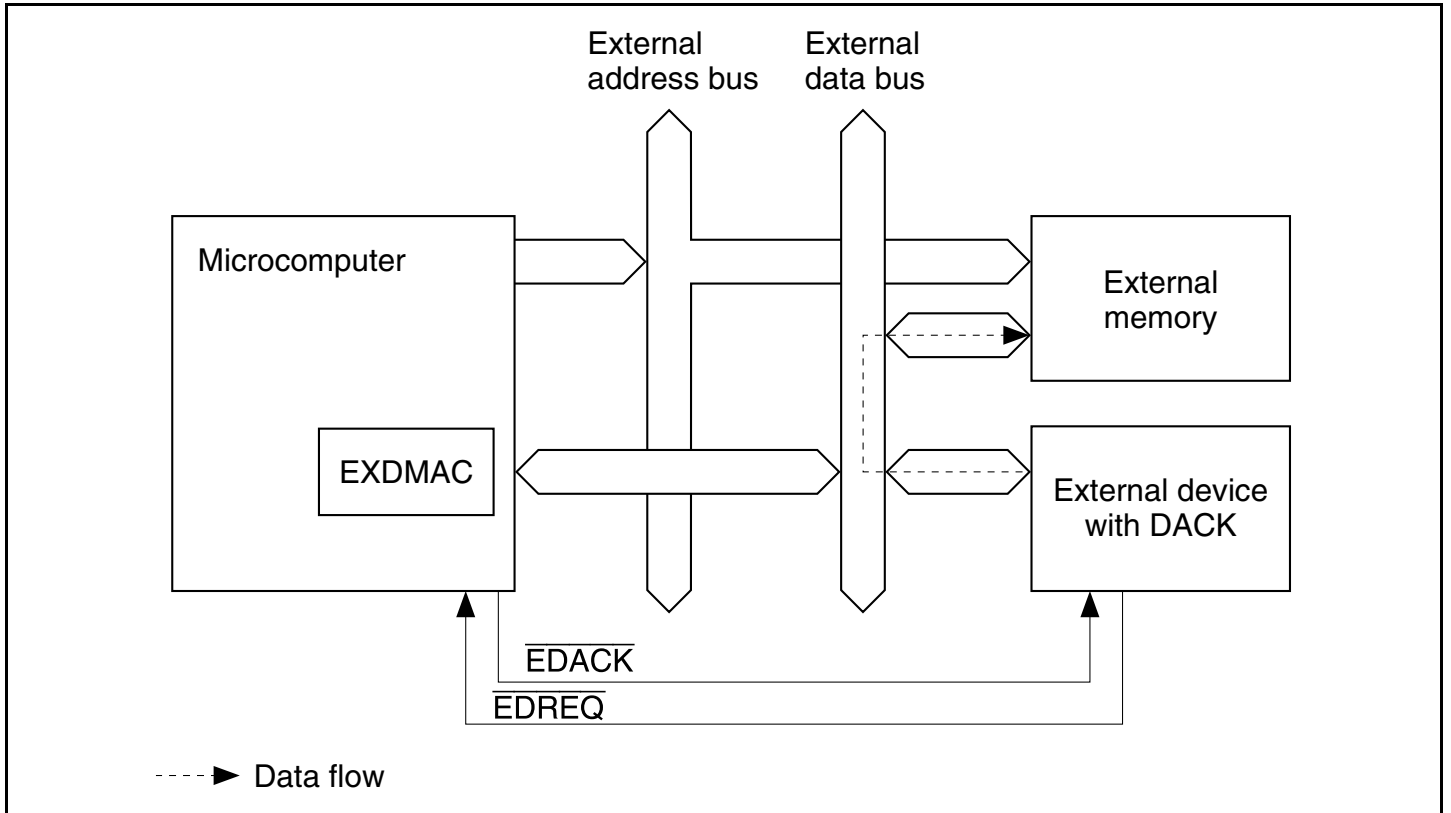 External
address bus
External
data bus
Microcomputer
External
memory
EXDMAC
External device
with DACK
EDACK
EDREQ
Data flow